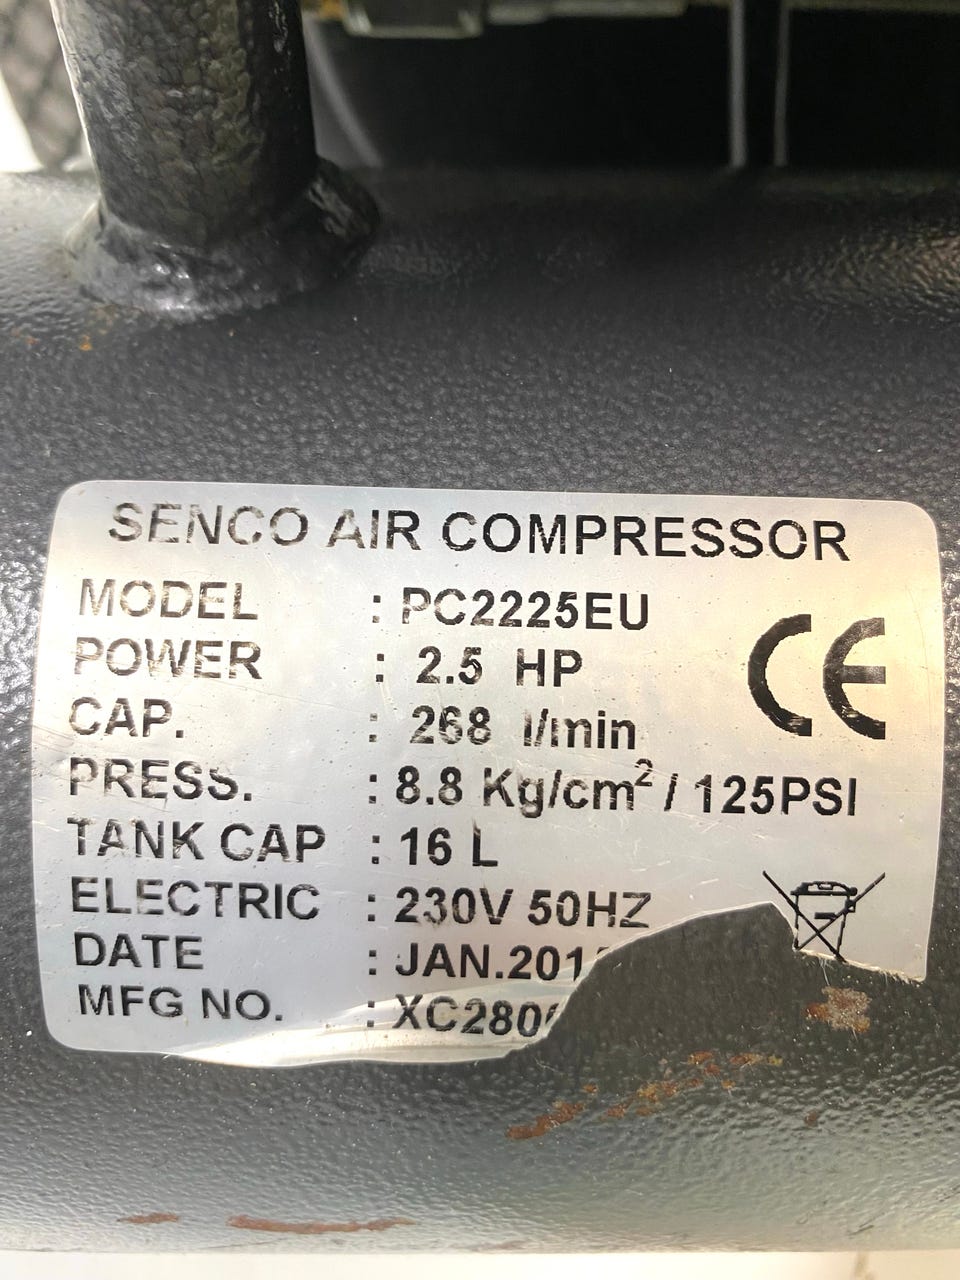 SENCO AIR COMPRESSOR
MODEL : PC2225EU
POWER : 2.5 HP
CAP. : 268 l/min
PRESS. : 8.8 Kg/cm² / 125PSI
TANK CAP : 16 L
ELECTRIC : 230V 50HZ
DATE : JAN.201
MFG NO. : XC280
CE